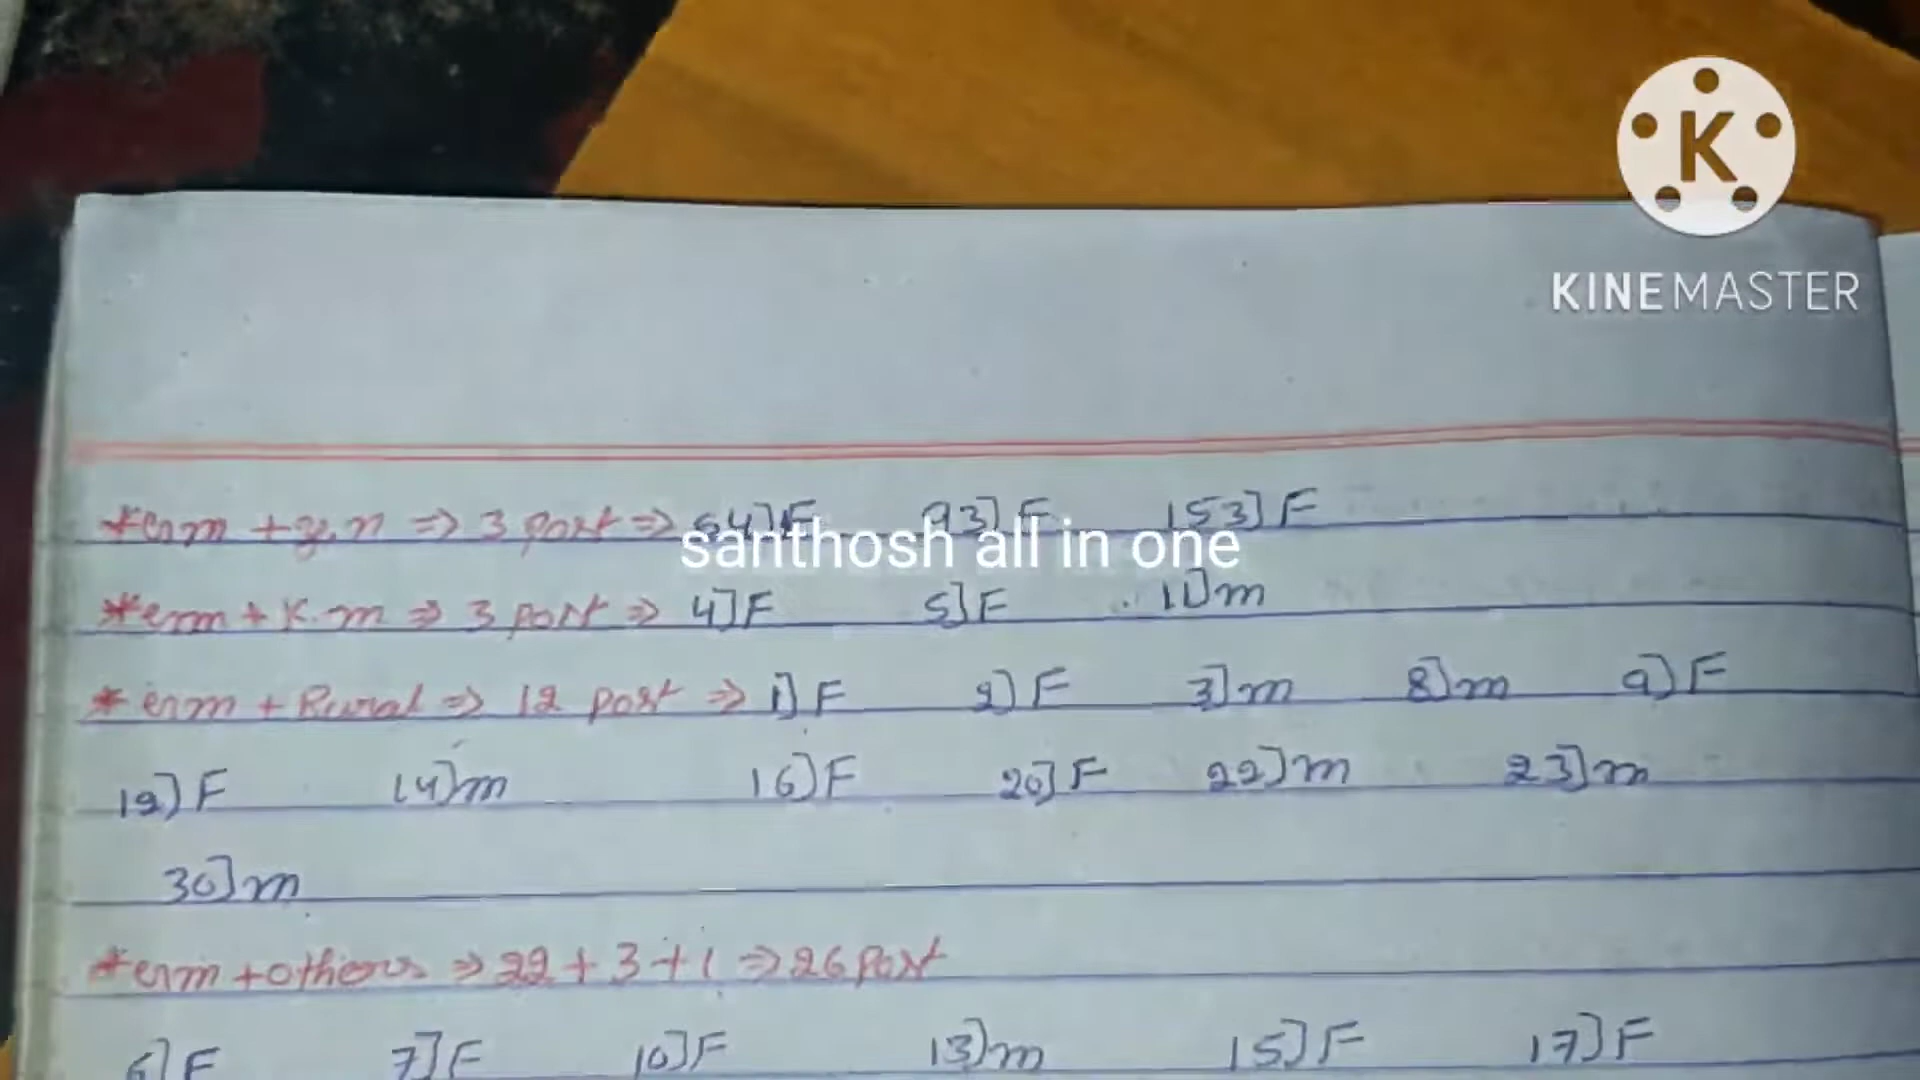 K
KINEMASTER
*erm + y.n => 3 post => 64]F 93]F 153]F
santhosh all in one
*erm + K.m => 3 post => 4]F 5]F 11]m
*erm + Rural => 12 post => 1]F 2]F 3]m 8]m 9]F
12]F 14]m 16]F 20]F 22]m 23]m
30]m
*erm + others => 22 + 3 + 1 => 26 post
6]F 7]F 10]F 13]m 15]F 17]F